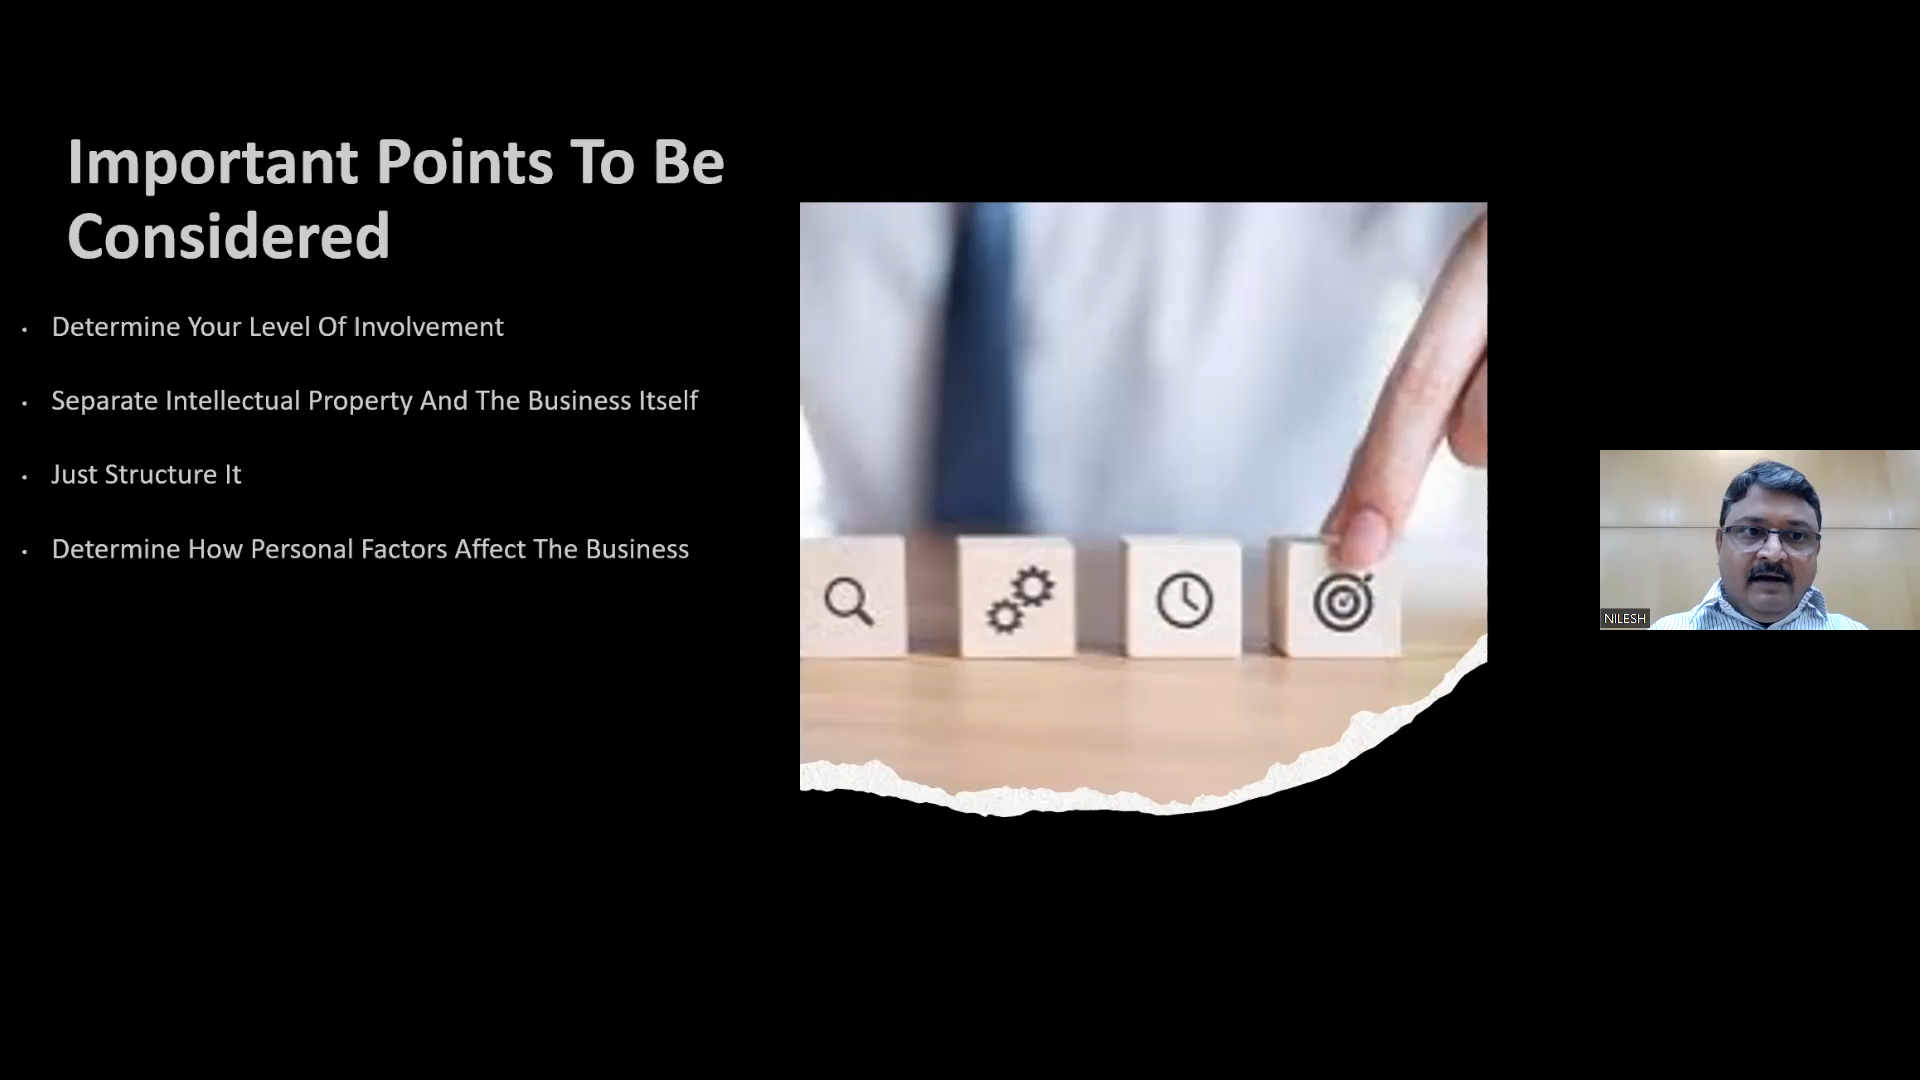 Important Points To Be
Considered
• Determine Your Level Of Involvement
• Separate Intellectual Property And The Business Itself
• Just Structure It
• Determine How Personal Factors Affect The Business
NILESH